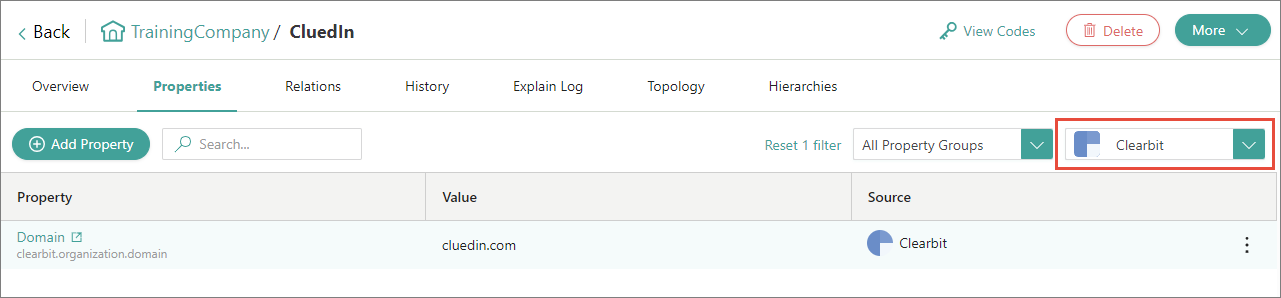 Back TrainingCompany / CluedIn View Codes Delete More
Overview Properties Relations History Explain Log Topology Hierarchies
Add Property Search... Reset 1 filter All Property Groups Clearbit
Property Value Source
Domain cluedin.com Clearbit
clearbit.organization.domain